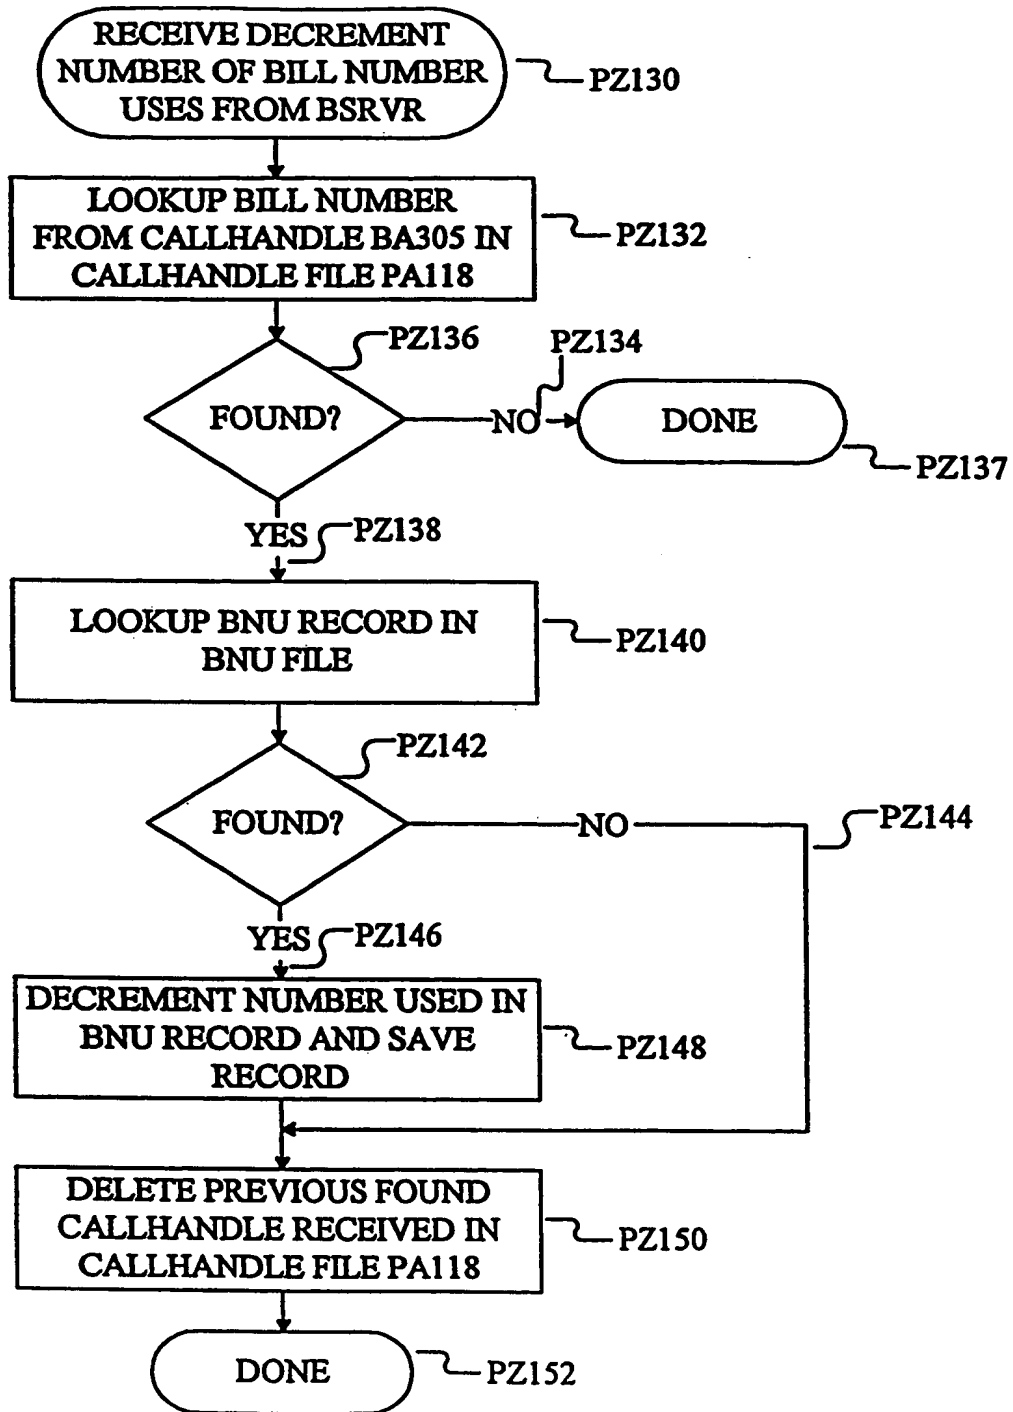 RECEIVE DECREMENT
NUMBER OF BILL NUMBER
USES FROM BSRVR
PZ130
LOOKUP BILL NUMBER
FROM CALLHANDLE BA305 IN
CALLHANDLE FILE PA118
PZ132
PZ136
PZ134
FOUND?
NO
DONE
PZ137
YES
PZ138
LOOKUP BNU RECORD IN
BNU FILE
PZ140
PZ142
FOUND?
NO
PZ144
YES
PZ146
DECREMENT NUMBER USED IN
BNU RECORD AND SAVE
RECORD
PZ148
DELETE PREVIOUS FOUND
CALLHANDLE RECEIVED IN
CALLHANDLE FILE PA118
PZ150
DONE
PZ152